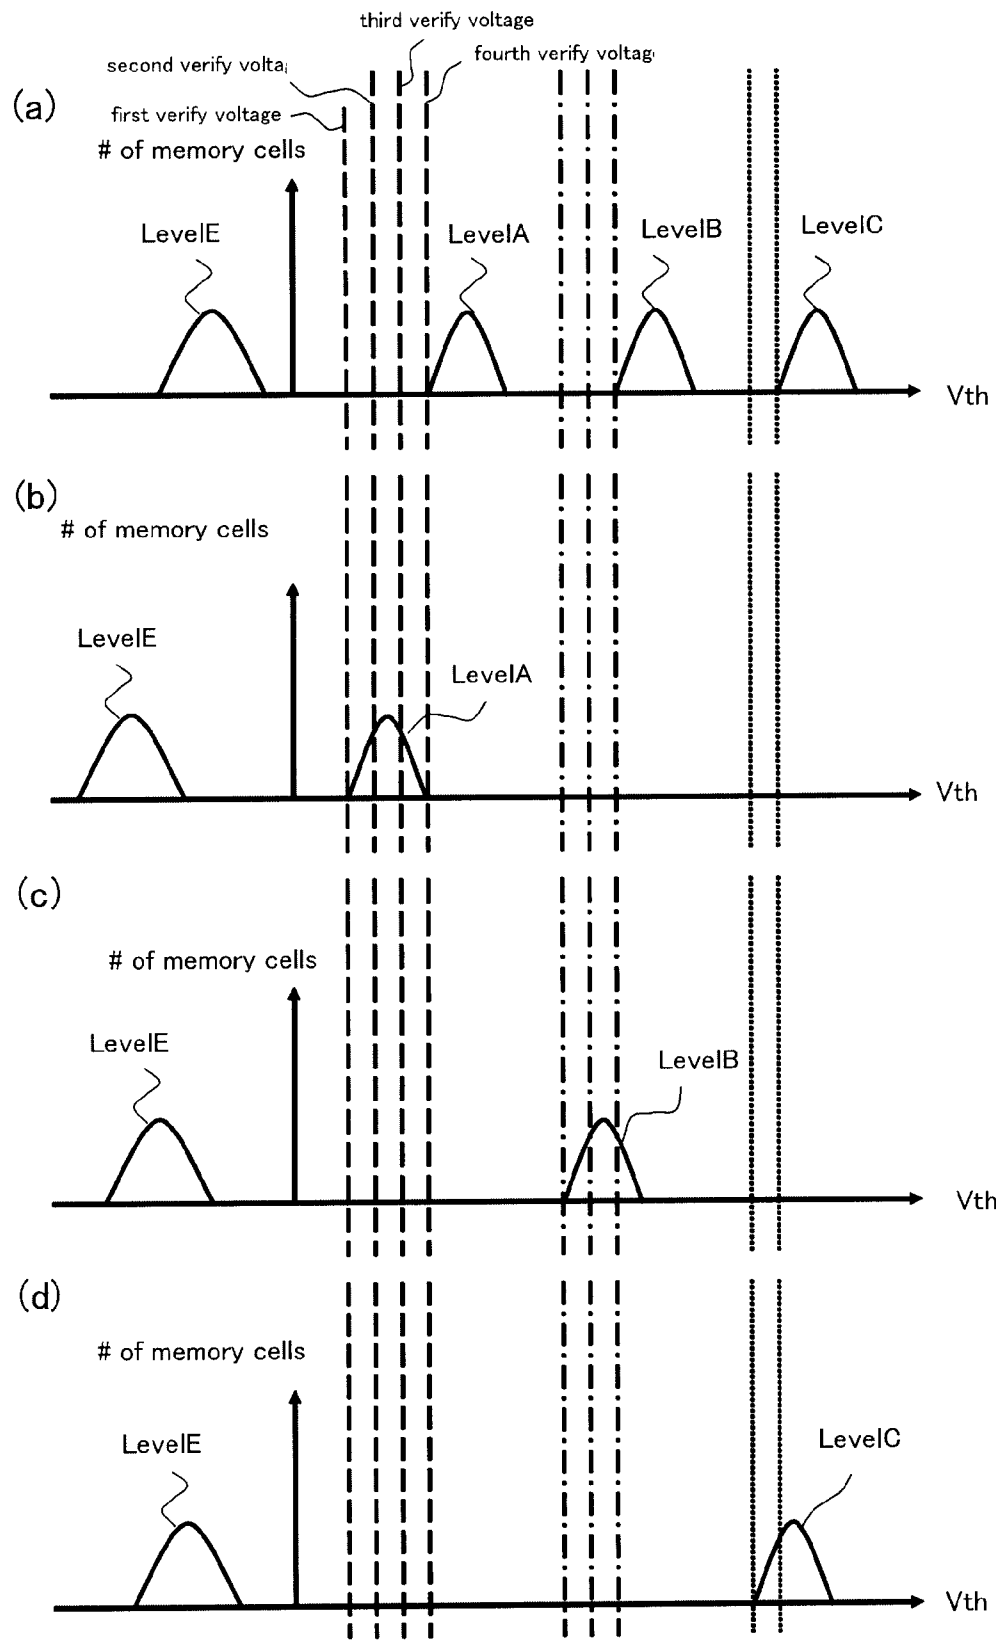 third verify voltage
second verify volta
fourth verify voltage
(a)
first verify voltage
# of memory cells
LevelE
LevelA
LevelB
LevelC
Vth
(b)
# of memory cells
LevelE
LevelA
Vth
(c)
# of memory cells
LevelE
LevelB
Vth
(d)
# of memory cells
LevelE
LevelC
Vth